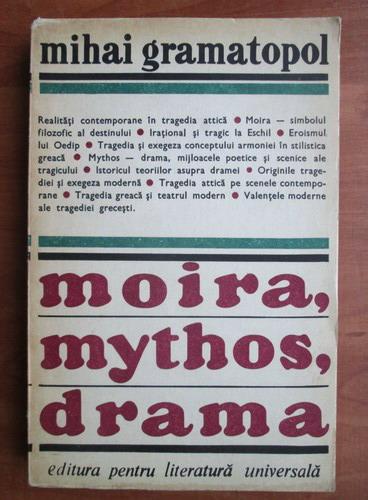 mihai gramatopol
Realități contemporane în tragedia attică ● Moira — simbolul
filozofic al destinului ● Irațional și tragic la Eschil ● Eroismul
lui Oedip ● Tragedia și exegeza conceptului armoniei în stilistica
greacă ● Mythos — drama, mijloacele poetice și scenice ale
tragicului ● Istoricul teoriilor asupra dramei ● Originile trage-
diei și exegeza modernă ● Tragedia attică pe scenele contempo-
rane ● Tragedia greacă și teatrul modern ● Valențele moderne
ale tragediei grecești.
moira,
mythos,
drama
editura pentru literatură universală